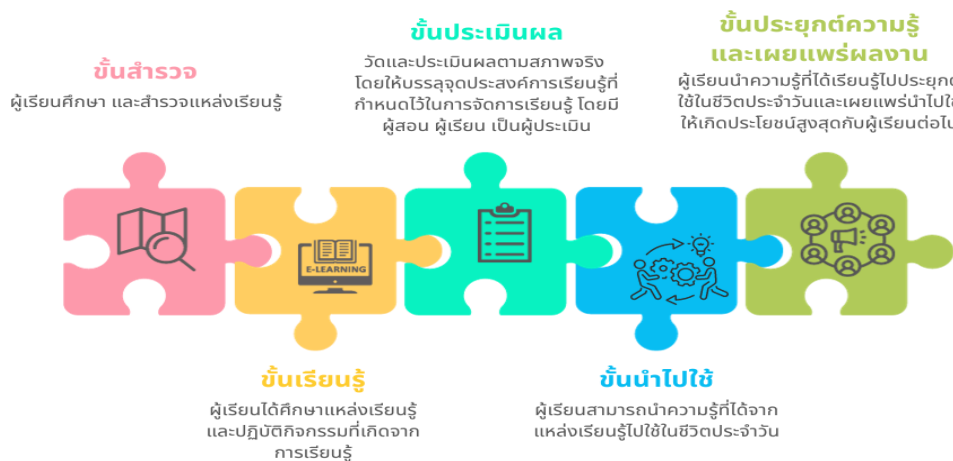 ขั้นสำรวจ
ผู้เรียนศึกษา และสำรวจแหล่งเรียนรู้
ขั้นประเมินผล
วัดและประเมินผลตามสภาพจริง
โดยให้บรรลุจุดประสงค์การเรียนรู้ที่
กำหนดไว้ในการจัดการเรียนรู้ โดยมี
ผู้สอน ผู้เรียน เป็นผู้ประเมิน
ขั้นประยุกต์ความรู้
และเผยแพร่ผลงาน
ผู้เรียนนำความรู้ที่ได้เรียนรู้ไปประยุกต
ใช้ในชีวิตประจำวันและเผยแพร่นำไปใช
ให้เกิดประโยชน์สูงสุดกับผู้เรียนต่อไป
E-LEARNING
ขั้นเรียนรู้
ผู้เรียนได้ศึกษาแหล่งเรียนรู้
และปฏิบัติกิจกรรมที่เกิดจาก
การเรียนรู้
ขั้นนำไปใช้
ผู้เรียนสามารถนำความรู้ที่ได้จาก
แหล่งเรียนรู้ไปใช้ในชีวิตประจำวัน